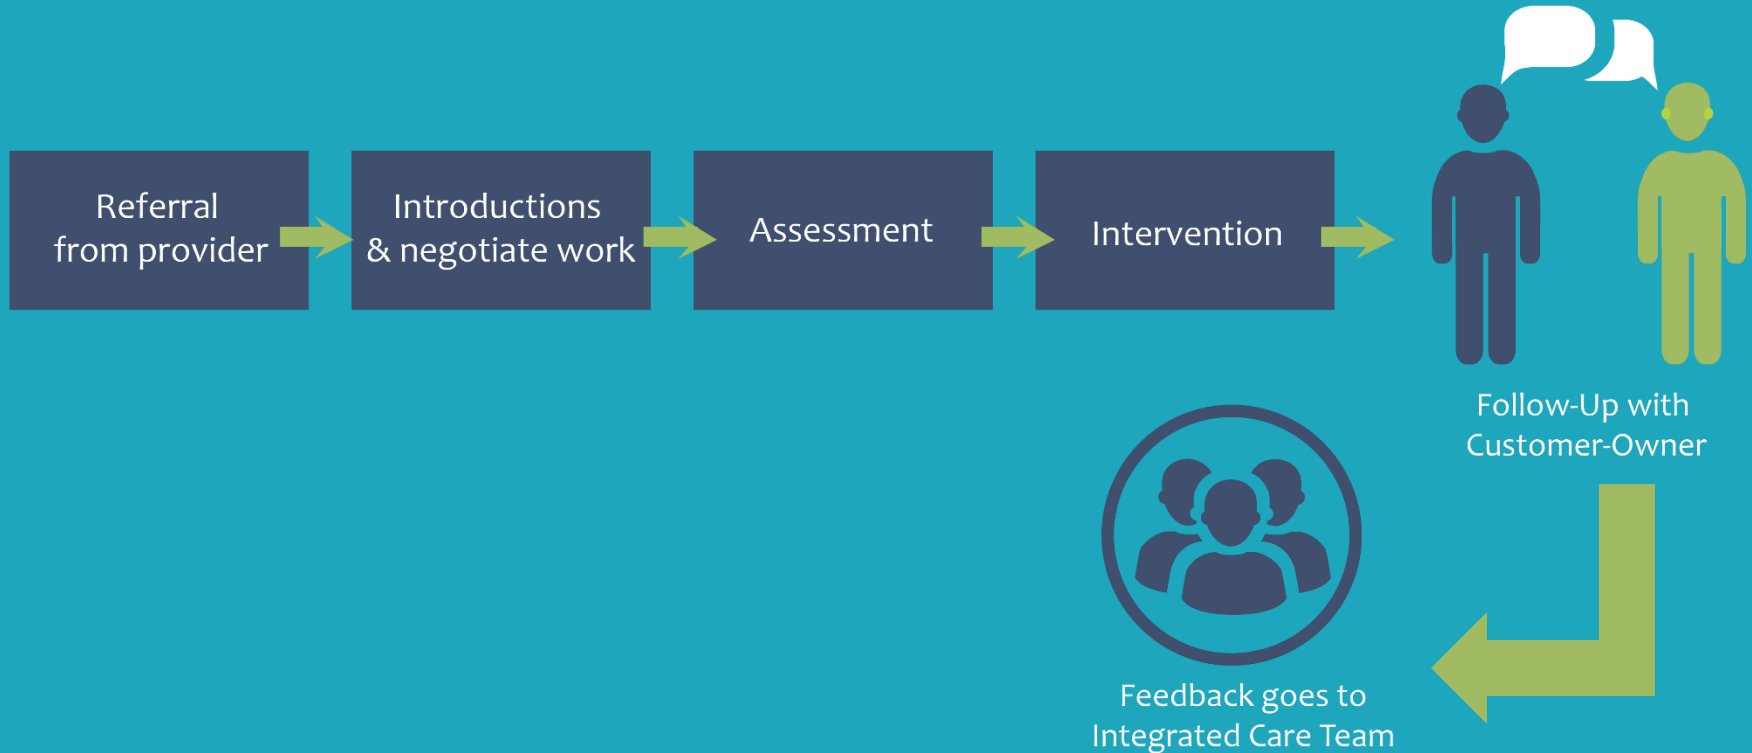 Referral
from provider
Introductions
& negotiate work
Assessment
Intervention
Follow-Up with
Customer-Owner
Feedback goes to
Integrated Care Team